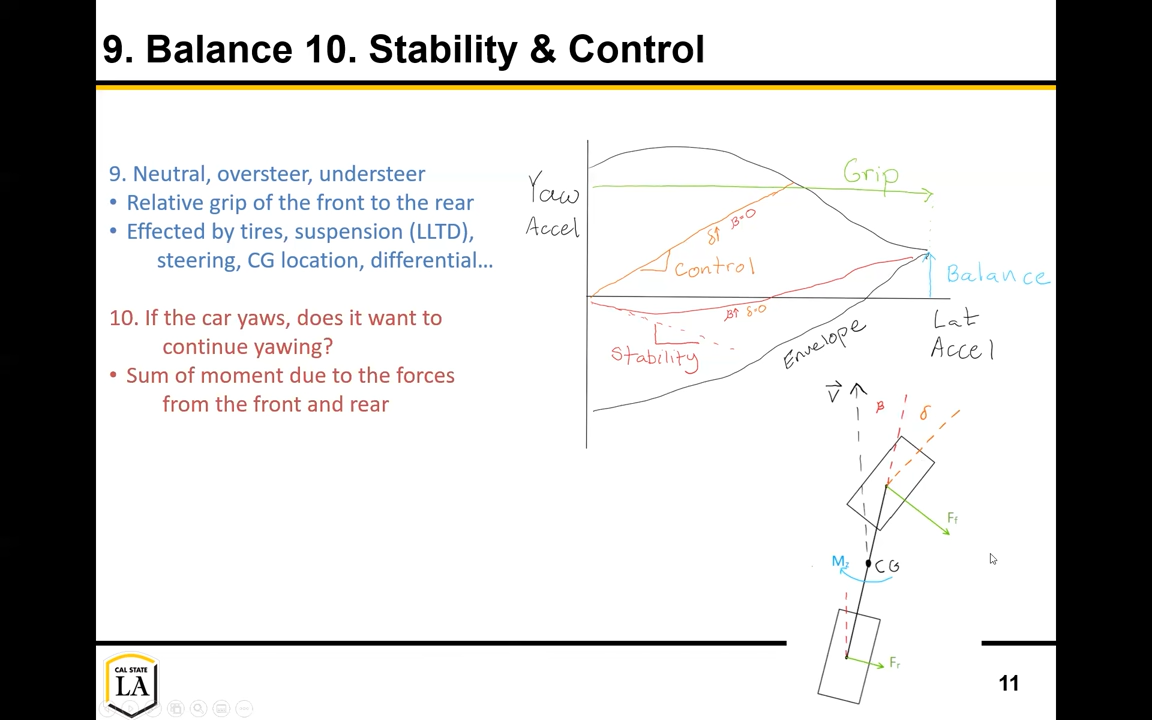 9. Balance 10. Stability & Control
9. Neutral, oversteer, understeer
• Relative grip of the front to the rear
• Effected by tires, suspension (LLTD),
steering, CG location, differential…
10. If the car yaws, does it want to
continue yawing?
• Sum of moment due to the forces
from the front and rear
Yaw
Accel
Grip
δ↑ β=0
Control
Balance
β↑ δ=0
Stability
Envelope
Lat
Accel
V
β
δ
Ff
Mz
CG
Fr
CAL STATE
LA
11